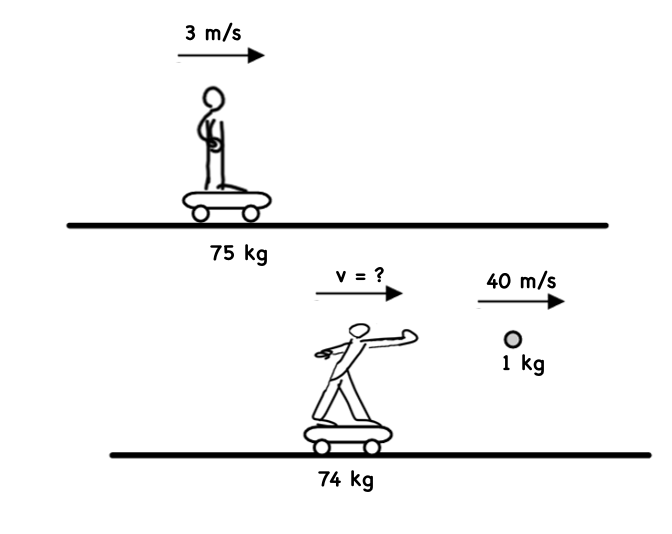 3 m/s
75 kg
v = ?
40 m/s
1 kg
74 kg